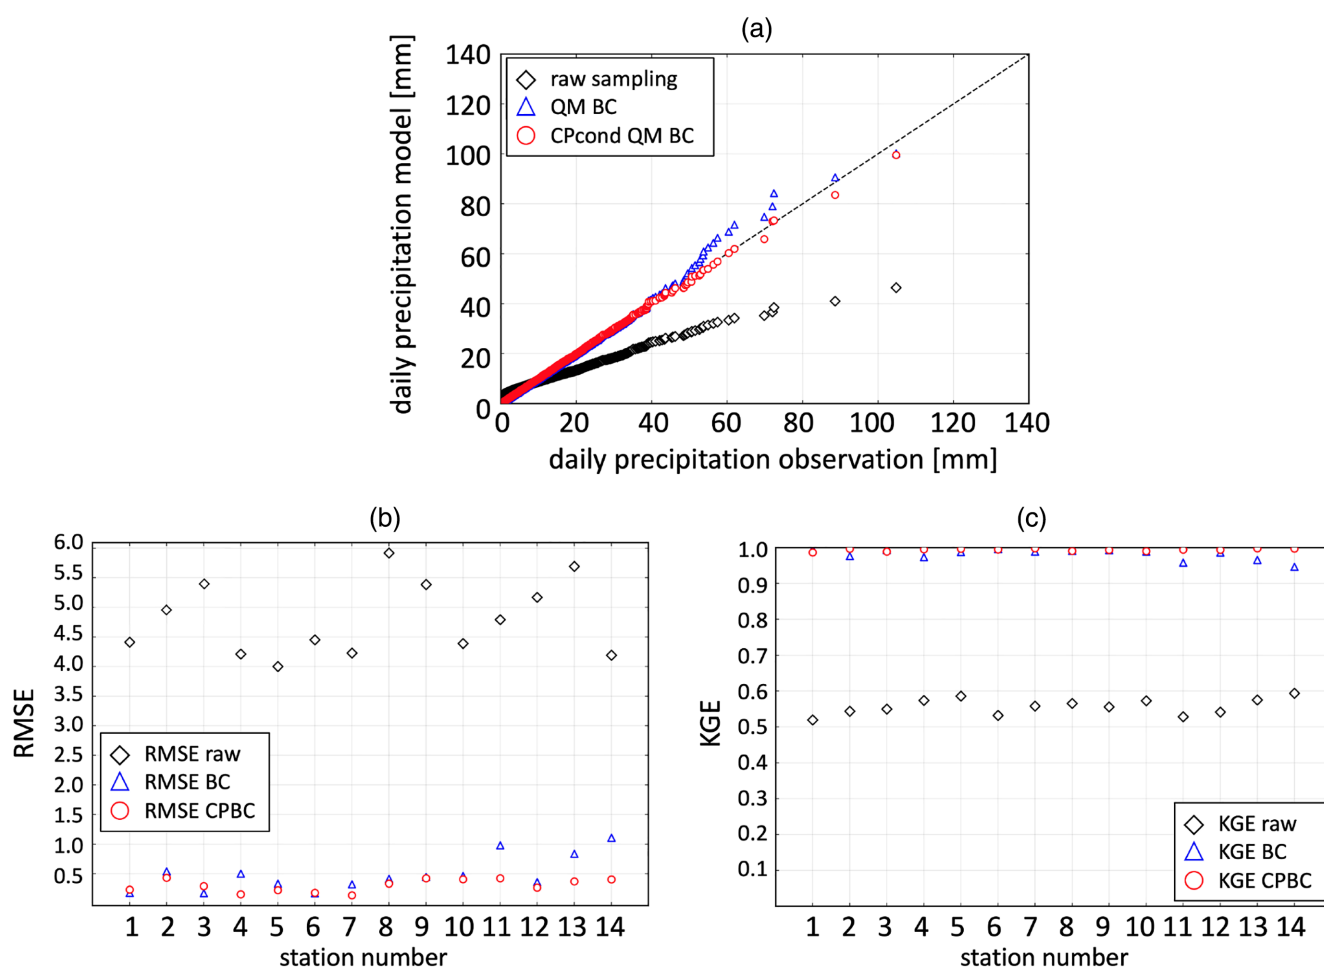 (a)
daily precipitation model [mm]
140
120
100
80
60
40
20
0
raw sampling
QM BC
CPcond QM BC
0 20 40 60 80 100 120 140
daily precipitation observation [mm]
(b)
RMSE
6.0
5.5
5.0
4.5
4.0
3.5
3.0
2.5
2.0
1.5
1.0
0.5
RMSE raw
RMSE BC
RMSE CPBC
1 2 3 4 5 6 7 8 9 10 11 12 13 14
station number
(c)
KGE
1.0
0.9
0.8
0.7
0.6
0.5
0.4
0.3
0.2
0.1
KGE raw
KGE BC
KGE CPBC
1 2 3 4 5 6 7 8 9 10 11 12 13 14
station number